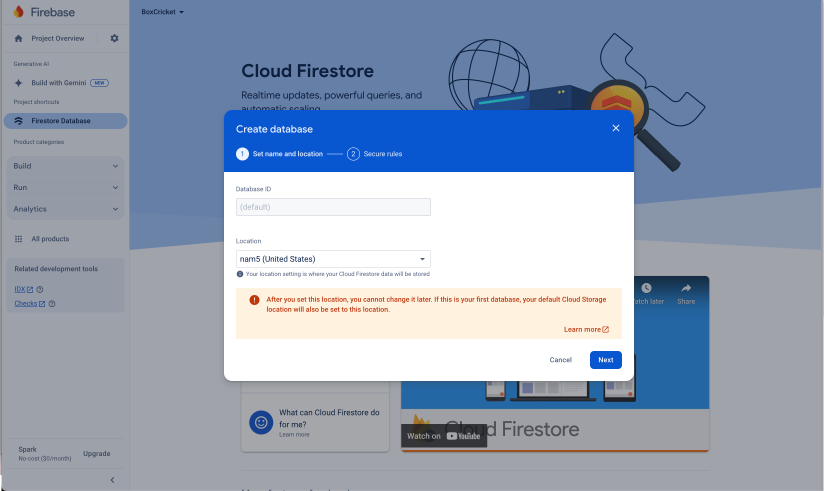 Firebase
BoxCricket
Project Overview
Generative AI
Build with Gemini NEW
Project shortcuts
Firestore Database
Product categories
Build
Run
Analytics
All products
Related development tools
IDX
Checks
Spark
No-cost ($0/month)
Upgrade
Cloud Firestore
Realtime updates, powerful queries, and
automatic scaling
Create database
1 Set name and location
2 Secure rules
Database ID
(default)
Location
nam5 (United States)
Your location setting is where your Cloud Firestore data will be stored
After you set this location, you cannot change it later. If this is your first database, your default Cloud Storage
location will also be set to this location.
Learn more
Cancel
Next
Watch later
Share
What can Cloud Firestore do
for me?
Learn more
Cloud Firestore
Watch on YouTube